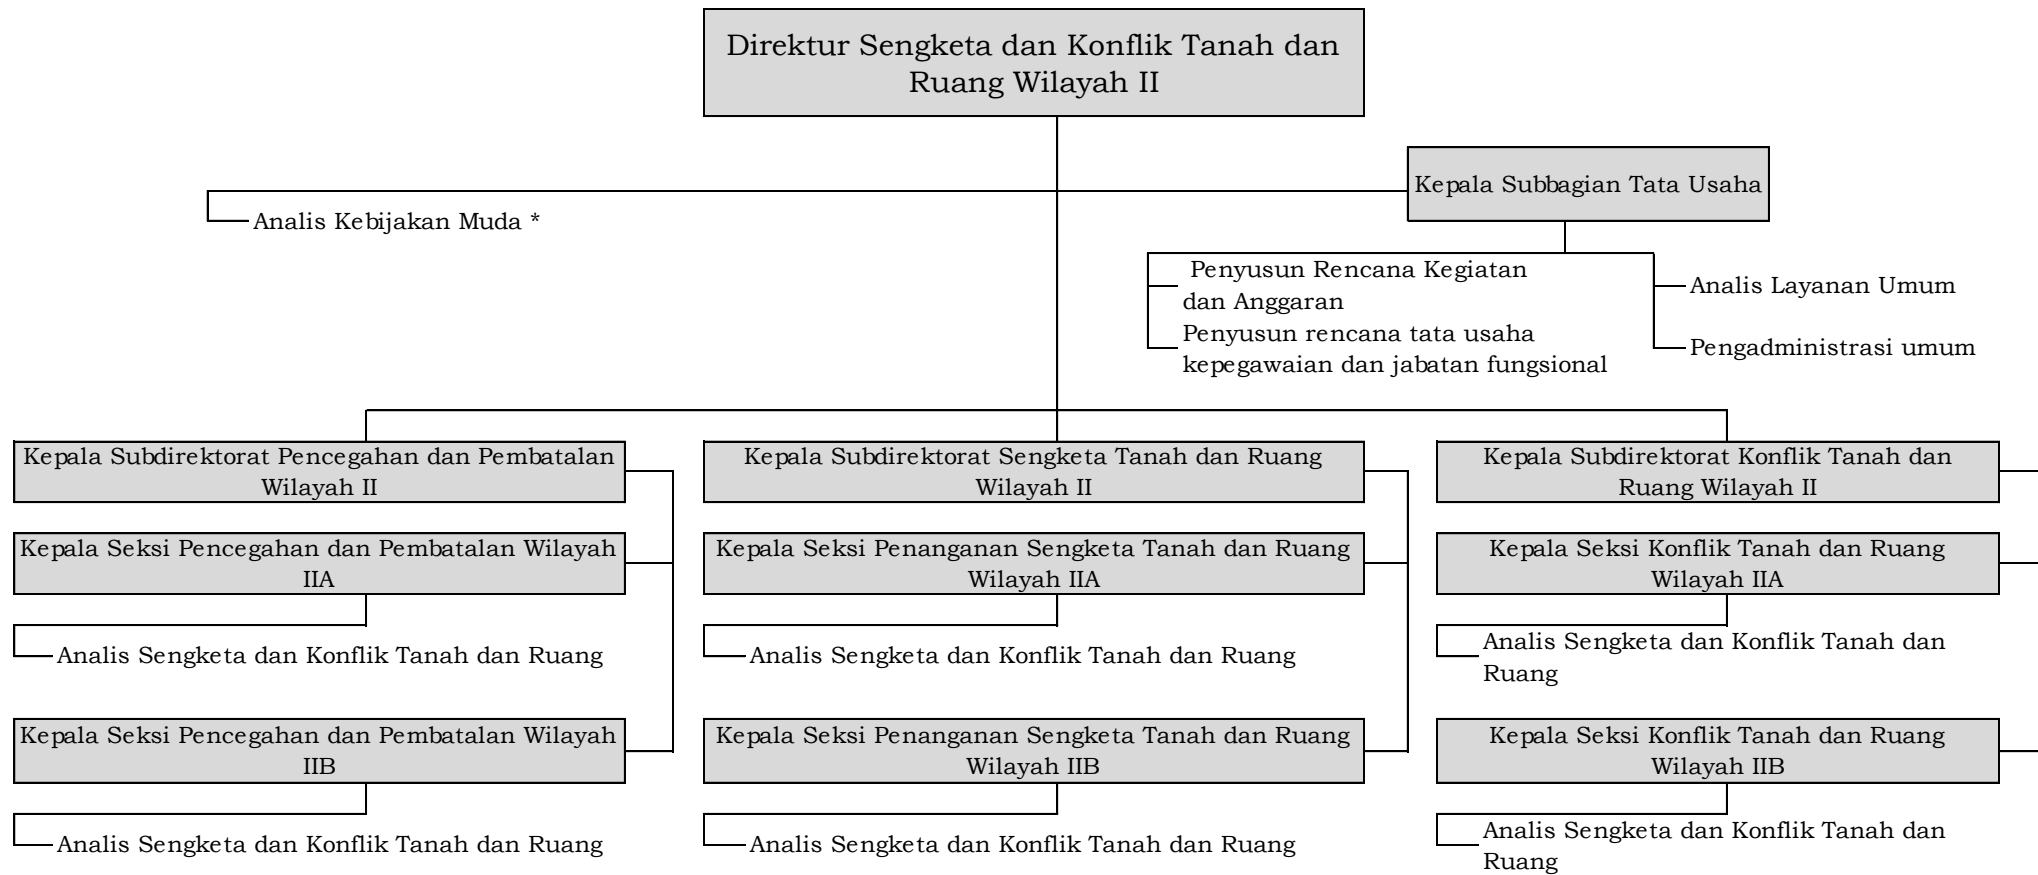 Direktur Sengketa dan Konflik Tanah dan
Ruang Wilayah II
Kepala Subbagian Tata Usaha
Analis Kebijakan Muda *
Penyusun Rencana Kegiatan
dan Anggaran
Penyusun rencana tata usaha
kepegawaian dan jabatan fungsional
Analis Layanan Umum
Pengadministrasi umum
Kepala Subdirektorat Pencegahan dan Pembatalan
Wilayah II
Kepala Seksi Pencegahan dan Pembatalan Wilayah
IIA
Analis Sengketa dan Konflik Tanah dan Ruang
Kepala Seksi Pencegahan dan Pembatalan Wilayah
IIB
Analis Sengketa dan Konflik Tanah dan Ruang
Kepala Subdirektorat Sengketa Tanah dan Ruang
Wilayah II
Kepala Seksi Penanganan Sengketa Tanah dan Ruang
Wilayah IIA
Analis Sengketa dan Konflik Tanah dan Ruang
Kepala Seksi Penanganan Sengketa Tanah dan Ruang
Wilayah IIB
Analis Sengketa dan Konflik Tanah dan Ruang
Kepala Subdirektorat Konflik Tanah dan
Ruang Wilayah II
Kepala Seksi Konflik Tanah dan Ruang
Wilayah IIA
Analis Sengketa dan Konflik Tanah dan
Ruang
Kepala Seksi Konflik Tanah dan Ruang
Wilayah IIB
Analis Sengketa dan Konflik Tanah dan
Ruang